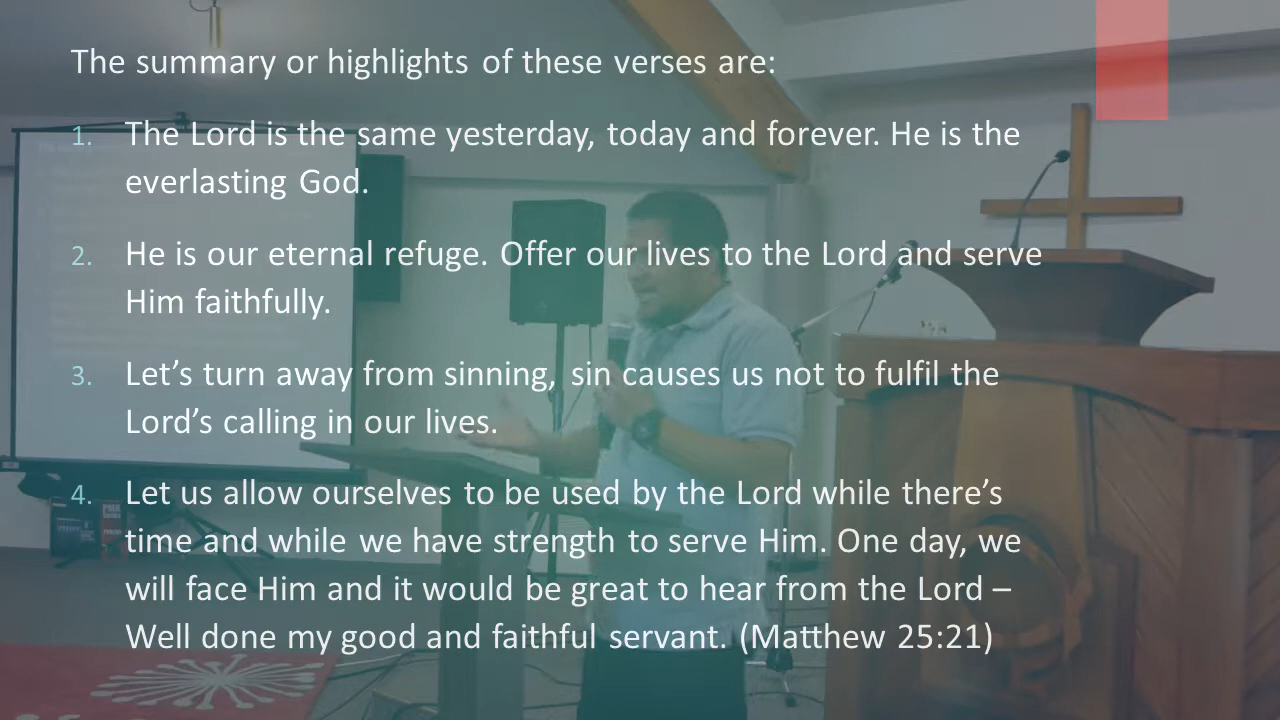 The summary or highlights of these verses are:
1. The Lord is the same yesterday, today and forever. He is the
everlasting God.
2. He is our eternal refuge. Offer our lives to the Lord and serve
Him faithfully.
3. Let’s turn away from sinning, sin causes us not to fulfil the
Lord’s calling in our lives.
4. Let us allow ourselves to be used by the Lord while there’s
time and while we have strength to serve Him. One day, we
will face Him and it would be great to hear from the Lord –
Well done my good and faithful servant. (Matthew 25:21)